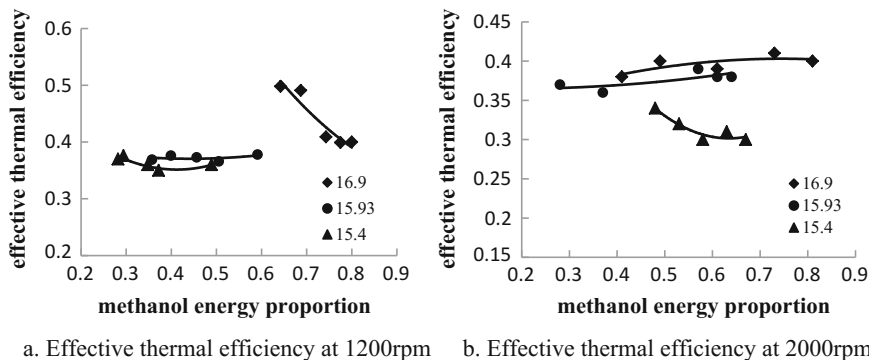 effective thermal efficiency
0.6
0.5
0.4
0.3
0.2
0.2 0.3 0.4 0.5 0.6 0.7 0.8 0.9
methanol energy proportion
16.9
15.93
15.4
a. Effective thermal efficiency at 1200rpm
effective thermal efficiency
0.45
0.4
0.35
0.3
0.25
0.2
0.15
0.2 0.3 0.4 0.5 0.6 0.7 0.8 0.9
methanol energy proportion
16.9
15.93
15.4
b. Effective thermal efficiency at 2000rpm